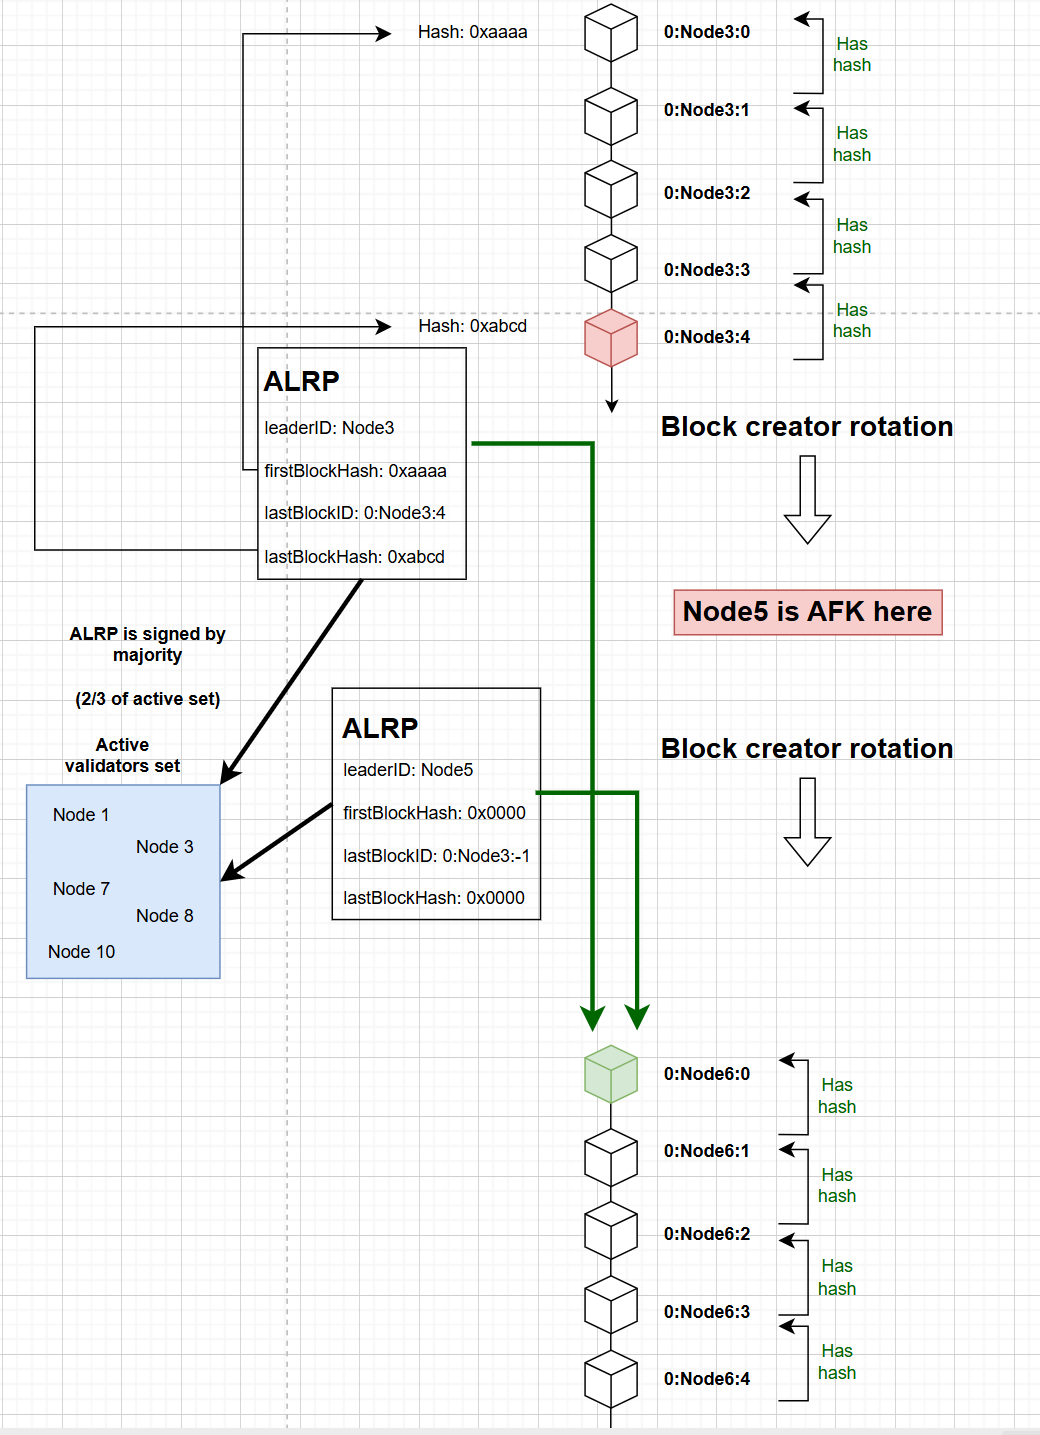 Hash: 0xaaaa
0:Node3:0
Has
hash
0:Node3:1
Has
hash
0:Node3:2
Has
hash
0:Node3:3
Has
hash
Hash: 0xabcd
0:Node3:4
ALRP
leaderID: Node3
firstBlockHash: 0xaaaa
lastBlockID: 0:Node3:4
lastBlockHash: 0xabcd
Block creator rotation
Node5 is AFK here
ALRP is signed by
majority
(2/3 of active set)
Active
validators set
Node 1
Node 3
Node 7
Node 8
Node 10
ALRP
leaderID: Node5
firstBlockHash: 0x0000
lastBlockID: 0:Node3:-1
lastBlockHash: 0x0000
Block creator rotation
0:Node6:0
Has
hash
0:Node6:1
Has
hash
0:Node6:2
Has
hash
0:Node6:3
Has
hash
0:Node6:4